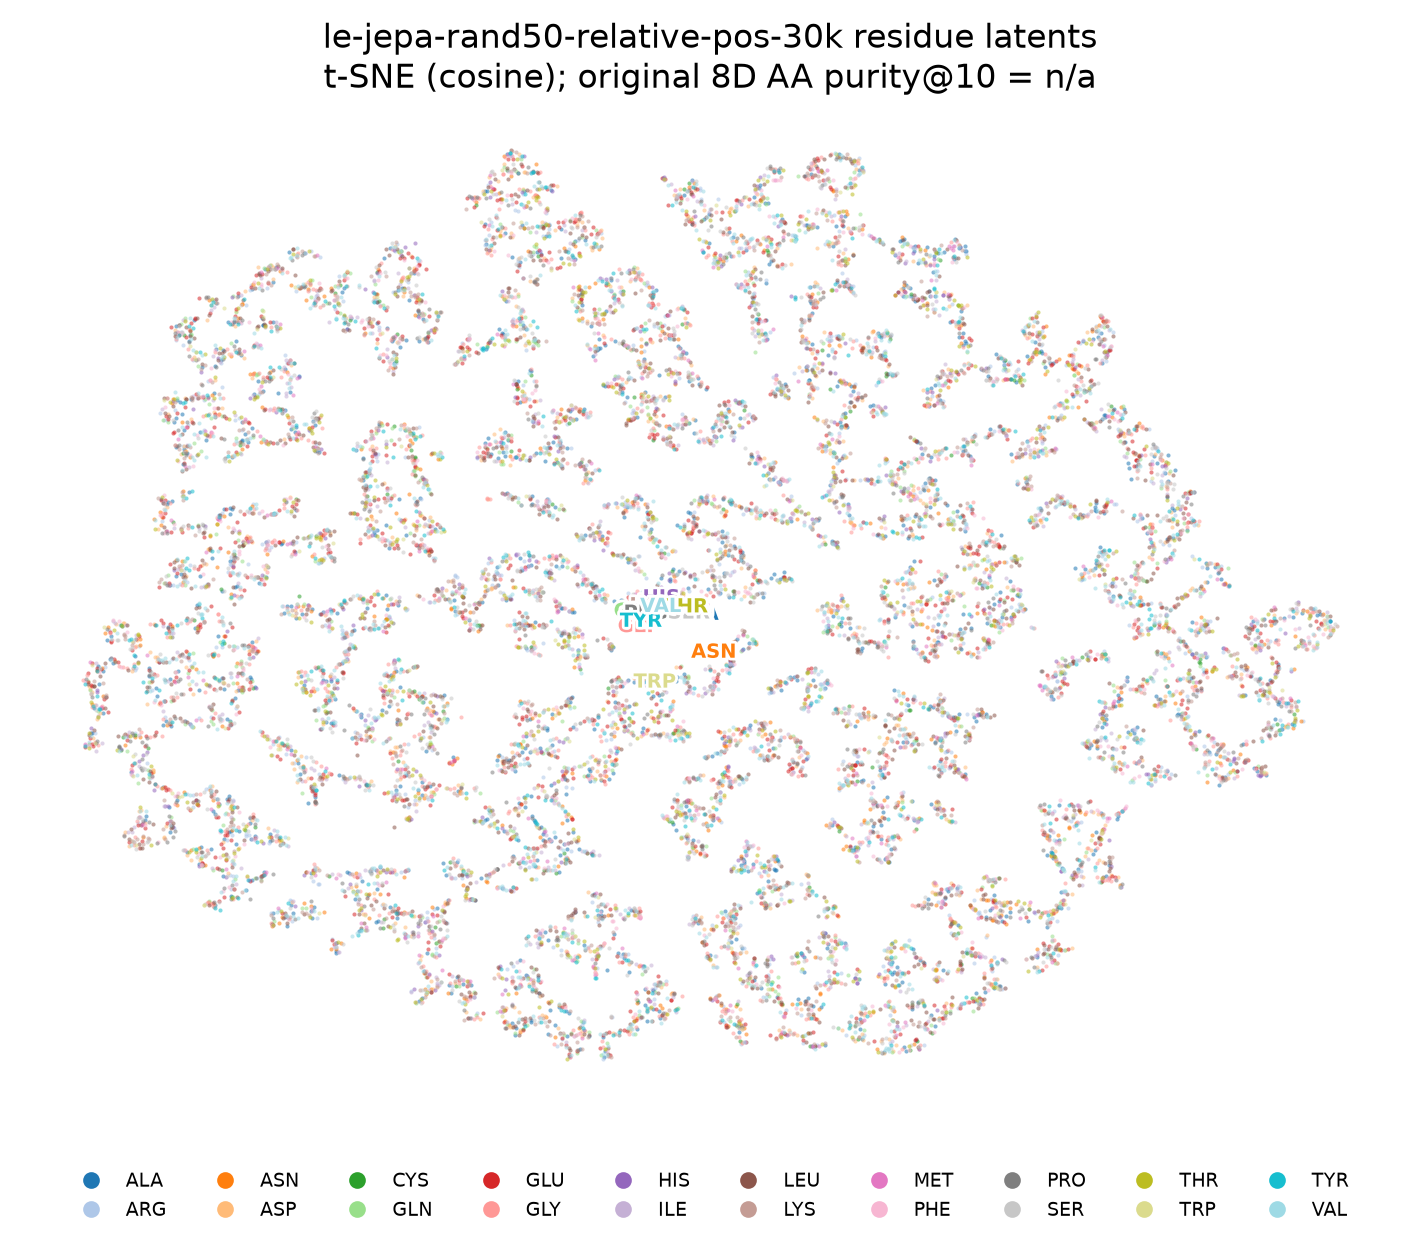 le-jepa-rand50-relative-pos-30k residue latents
t-SNE (cosine); original 8D AA purity@10 = n/a
HIS
VAL
TYR
ASN
TRP
ALA ASN CYS GLU HIS LEU MET PRO THR TYR
ARG ASP GLN GLY ILE LYS PHE SER TRP VAL